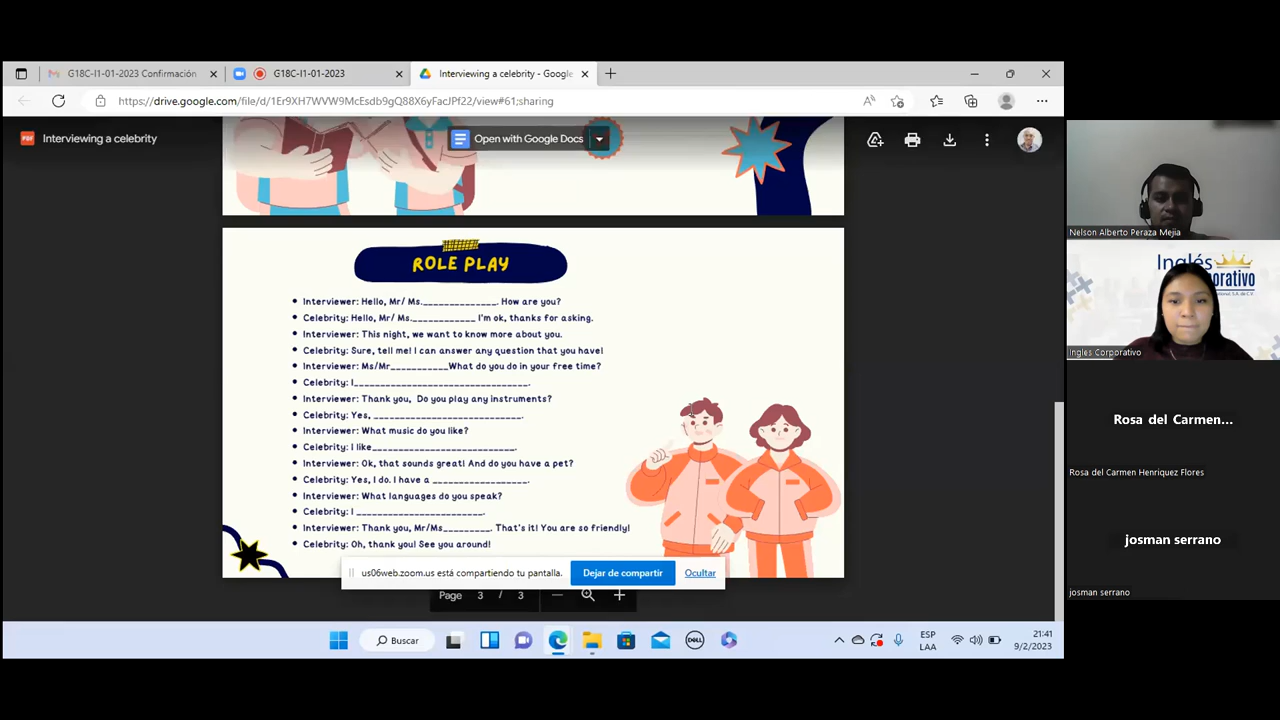 G18C-I1-01-2023 Confirmación
G18C-I1-01-2023
Interviewing a celebrity - Google
https://drive.google.com/file/d/1Er9XH7WVW9McEsdb9gQ88X6yFacJPf22/view#61;sharing
PDF
Interviewing a celebrity
Open with Google Docs
ROLE PLAY
Interviewer: Hello, Mr/ Ms.______________. How are you?
Celebrity: Hello, Mr/ Ms.____________ I'm ok, thanks for asking.
Interviewer: This night, we want to know more about you.
Celebrity: Sure, tell me! I can answer any question that you have!
Interviewer: Ms/Mr___________What do you do in your free time?
Celebrity: I_________________________________.
Interviewer: Thank you, Do you play any instruments?
Celebrity: Yes, ____________________________.
Interviewer: What music do you like?
Celebrity: I like___________________________.
Interviewer: Ok, that sounds great! And do you have a pet?
Celebrity: Yes, I do. I have a __________________.
Interviewer: What languages do you speak?
Celebrity: I ________________________.
Interviewer: Thank you, Mr/Ms_________. That's it! You are so friendly!
Celebrity: Oh, thank you! See you around!
us06web.zoom.us está compartiendo tu pantalla.
Dejar de compartir
Ocultar
Page 3 / 3
Buscar
DELL
ESP
LAA
21:41
9/2/2023
Nelson Alberto Peraza Mejia
Inglés
Ingles Corporativo
Rosa del Carmen...
Rosa del Carmen Henriquez Flores
josman serrano
josman serrano